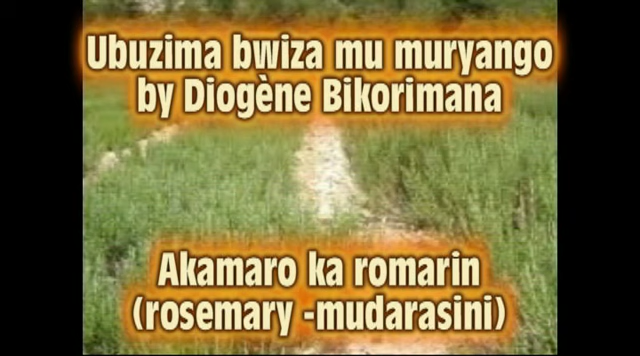 Ubuzima bwiza mu muryango
by Diogène Bikorimana
Akamaro ka romarin
(rosemary -mudarasini)